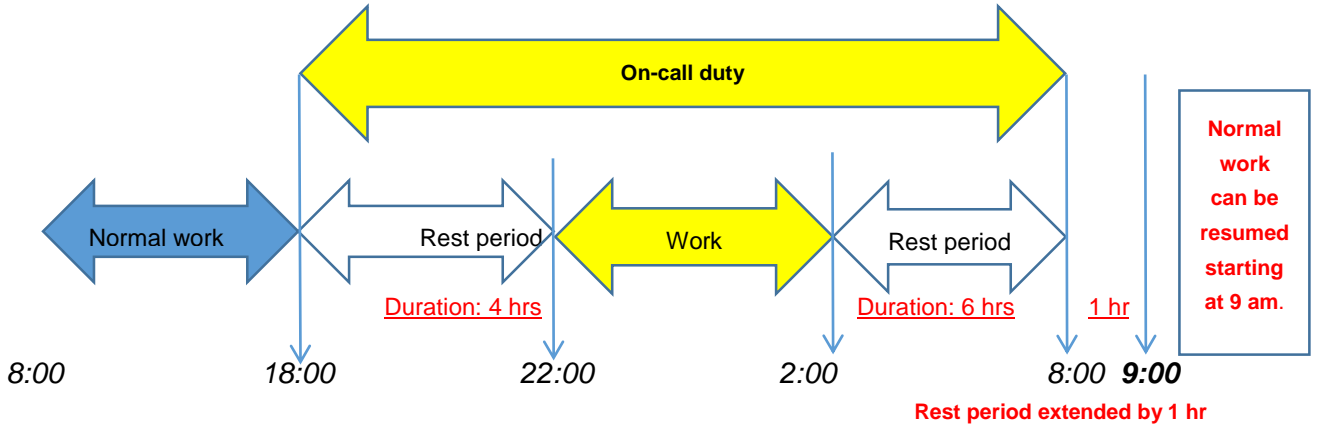 On-call duty
Normal
work
can be
resumed
starting
at 9 am.
Normal work
Rest period
Work
Rest period
Duration: 4 hrs
Duration: 6 hrs
1 hr
8:00
18:00
22:00
2:00
8:00
9:00
Rest period extended by 1 hr